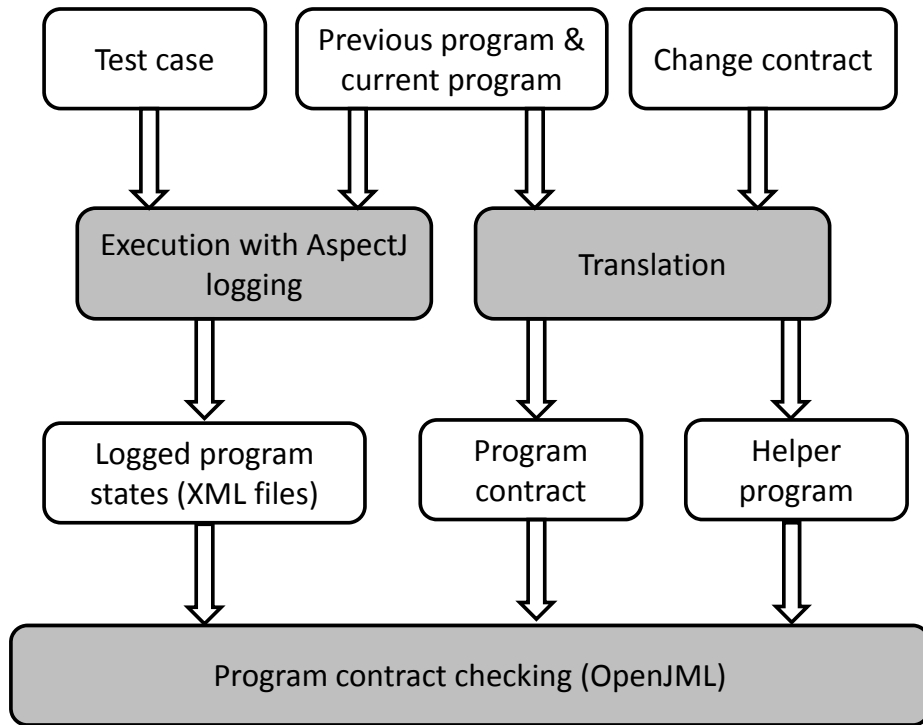 Test case
Previous program &
current program
Change contract
Execution with AspectJ
logging
Translation
Logged program
states (XML files)
Program
contract
Helper
program
Program contract checking (OpenJML)